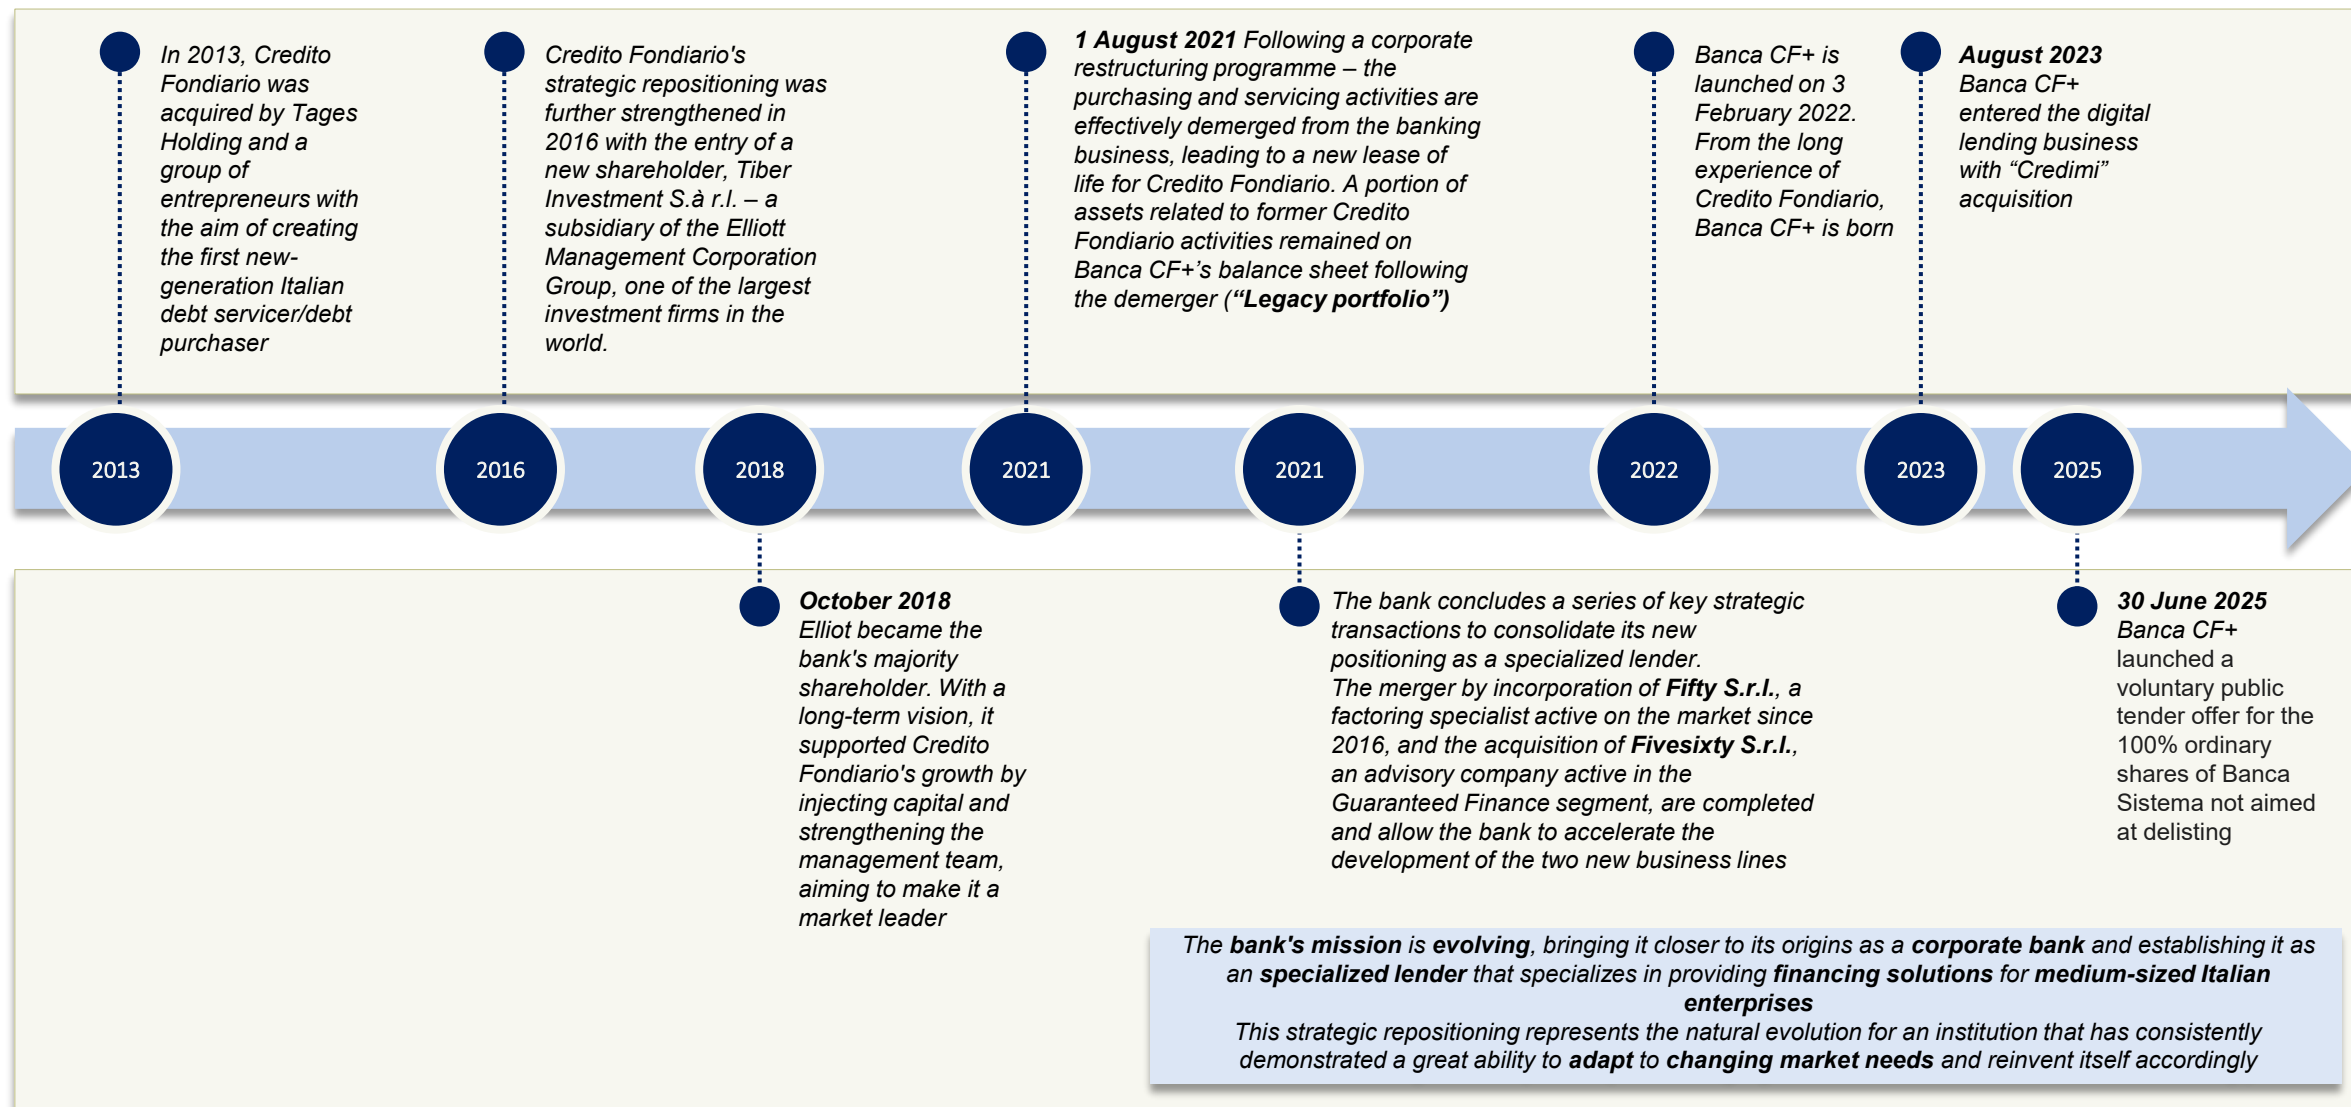 In 2013, Credito
Fondiario was
acquired by Tages
Holding and a
group of
entrepreneurs with
the aim of creating
the first new-
generation Italian
debt servicer/debt
purchaser
Credito Fondiario's
strategic repositioning was
further strengthened in
2016 with the entry of a
new shareholder, Tiber
Investment S.à r.l. – a
subsidiary of the Elliott
Management Corporation
Group, one of the largest
investment firms in the
world.
1 August 2021 Following a corporate
restructuring programme – the
purchasing and servicing activities are
effectively demerged from the banking
business, leading to a new lease of
life for Credito Fondiario. A portion of
assets related to former Credito
Fondiario activities remained on
Banca CF+’s balance sheet following
the demerger (“Legacy portfolio”)
Banca CF+ is
launched on 3
February 2022.
From the long
experience of
Credito Fondiario,
Banca CF+ is born
August 2023
Banca CF+
entered the digital
lending business
with “Credimi”
acquisition
2013
2016
2018
2021
2021
2022
2023
2025
October 2018
Elliot became the
bank's majority
shareholder. With a
long-term vision, it
supported Credito
Fondiario's growth by
injecting capital and
strengthening the
management team,
aiming to make it a
market leader
The bank concludes a series of key strategic
transactions to consolidate its new
positioning as a specialized lender.
The merger by incorporation of Fifty S.r.l., a
factoring specialist active on the market since
2016, and the acquisition of Fivesixty S.r.l.,
an advisory company active in the
Guaranteed Finance segment, are completed
and allow the bank to accelerate the
development of the two new business lines
30 June 2025
Banca CF+
launched a
voluntary public
tender offer for the
100% ordinary
shares of Banca
Sistema not aimed
at delisting
The bank's mission is evolving, bringing it closer to its origins as a corporate bank and establishing it as
an specialized lender that specializes in providing financing solutions for medium-sized Italian
enterprises
This strategic repositioning represents the natural evolution for an institution that has consistently
demonstrated a great ability to adapt to changing market needs and reinvent itself accordingly